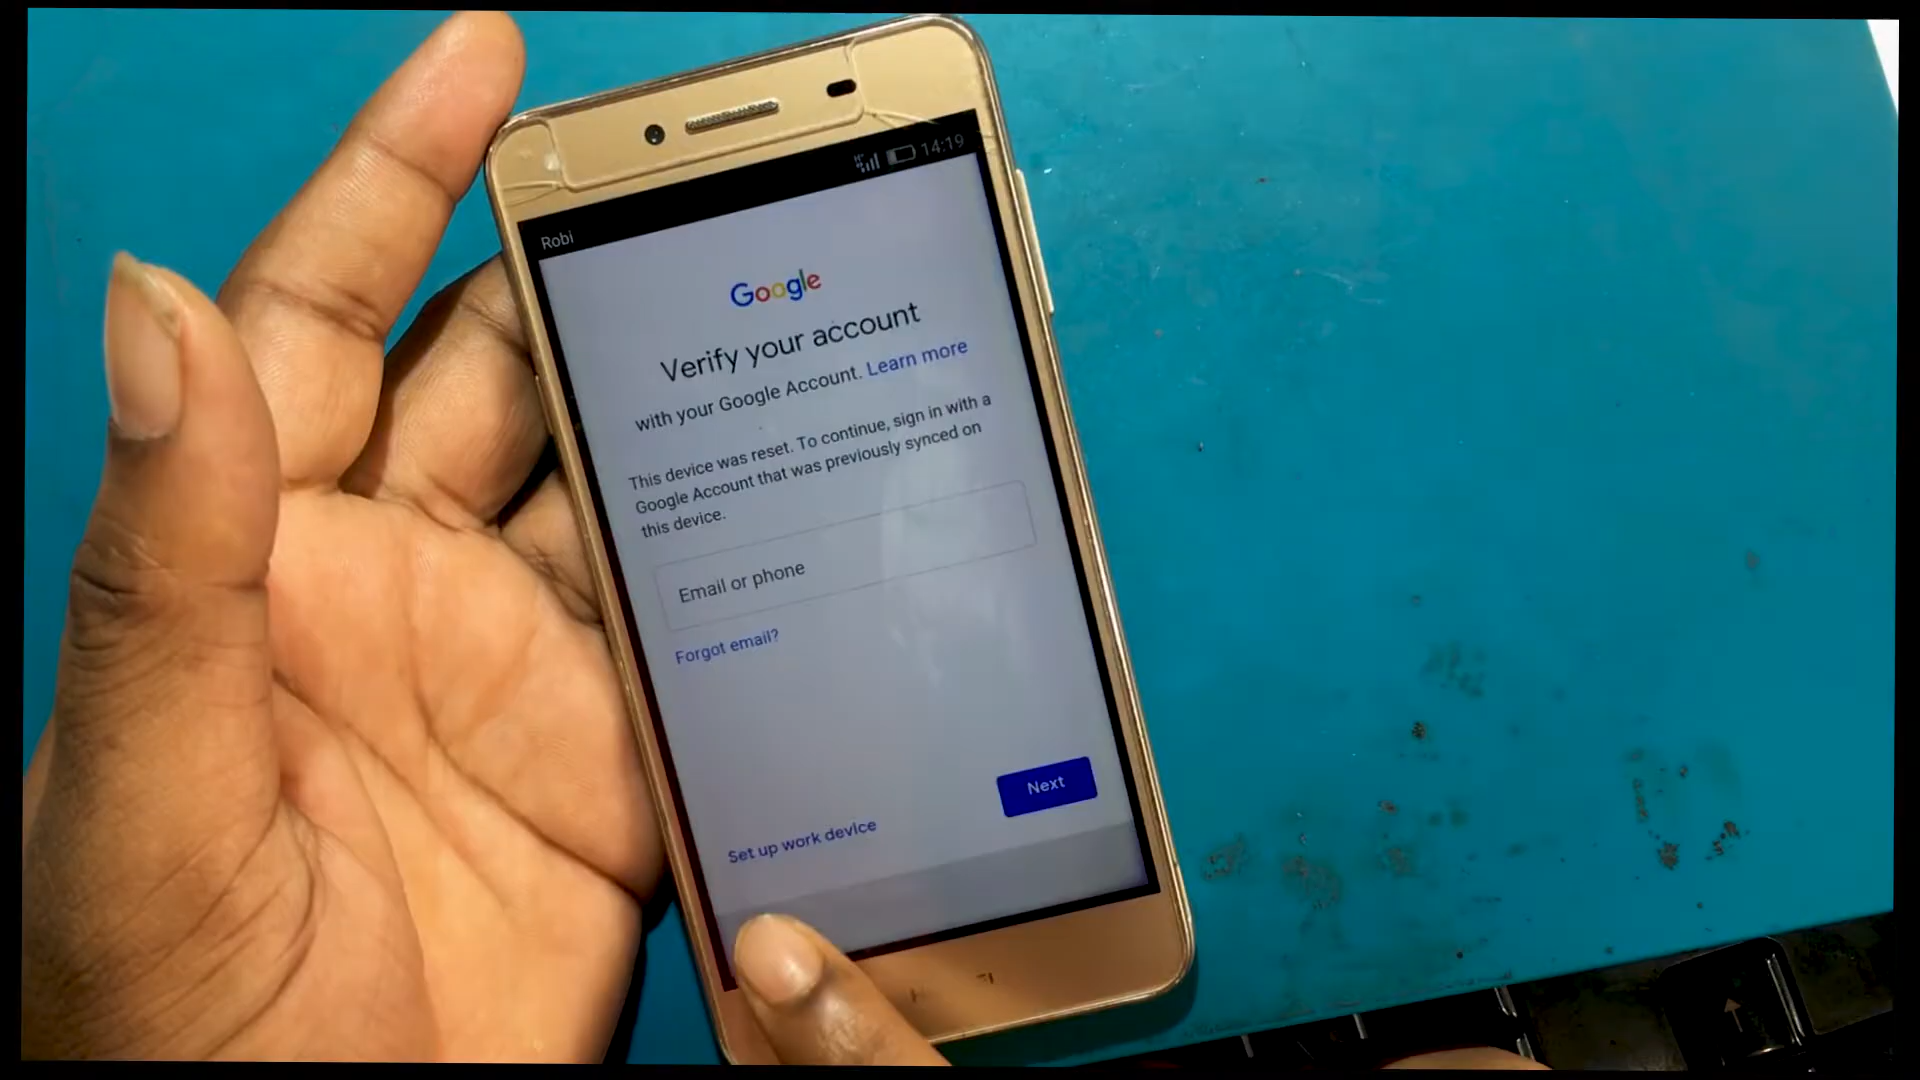 Robi
14:19
Google
Verify your account
with your Google Account. Learn more
This device was reset. To continue, sign in with a
Google Account that was previously synced on
this device.
Email or phone
Forgot email?
Next
Set up work device